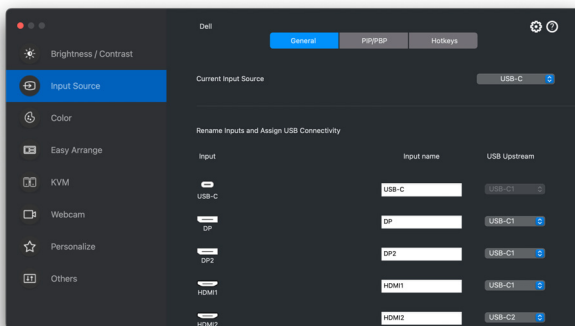 Dell
General PIP/PBP Hotkeys
Brightness / Contrast
Input Source
Color
Easy Arrange
KVM
Webcam
Personalize
Others
Current Input Source USB-C
Rename Inputs and Assign USB Connectivity
Input Input name USB Upstream
USB-C USB-C USB-C1
DP DP USB-C1
DP2 DP2 USB-C1
HDMI1 HDMI1 USB-C1
HDMI2 HDMI2 USB-C2